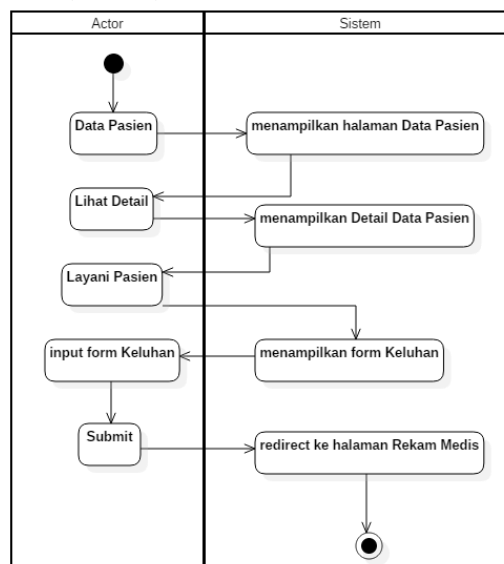 Actor
Sistem
Data Pasien
menampilkan halaman Data Pasien
Lihat Detail
menampilkan Detail Data Pasien
Layani Pasien
menampilkan form Keluhan
input form Keluhan
Submit
redirect ke halaman Rekam Medis